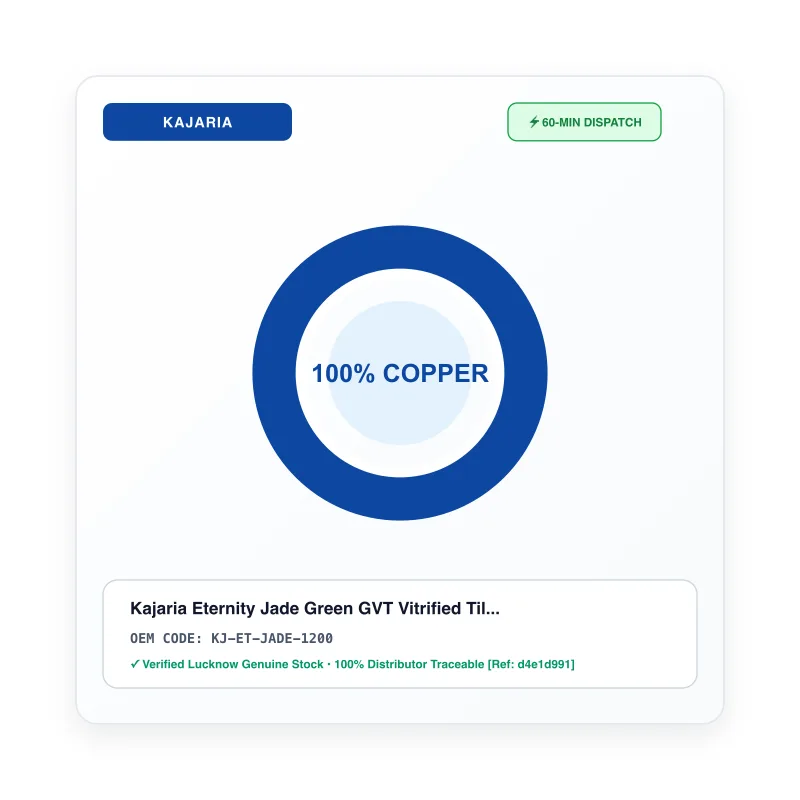 KAJARIA
⚡60-MIN DISPATCH
100% COPPER
Kajaria Eternity Jade Green GVT Vitrified Til...
OEM CODE: KJ-ET-JADE-1200
✓ Verified Lucknow Genuine Stock · 100% Distributor Traceable [Ref: d4e1d991]